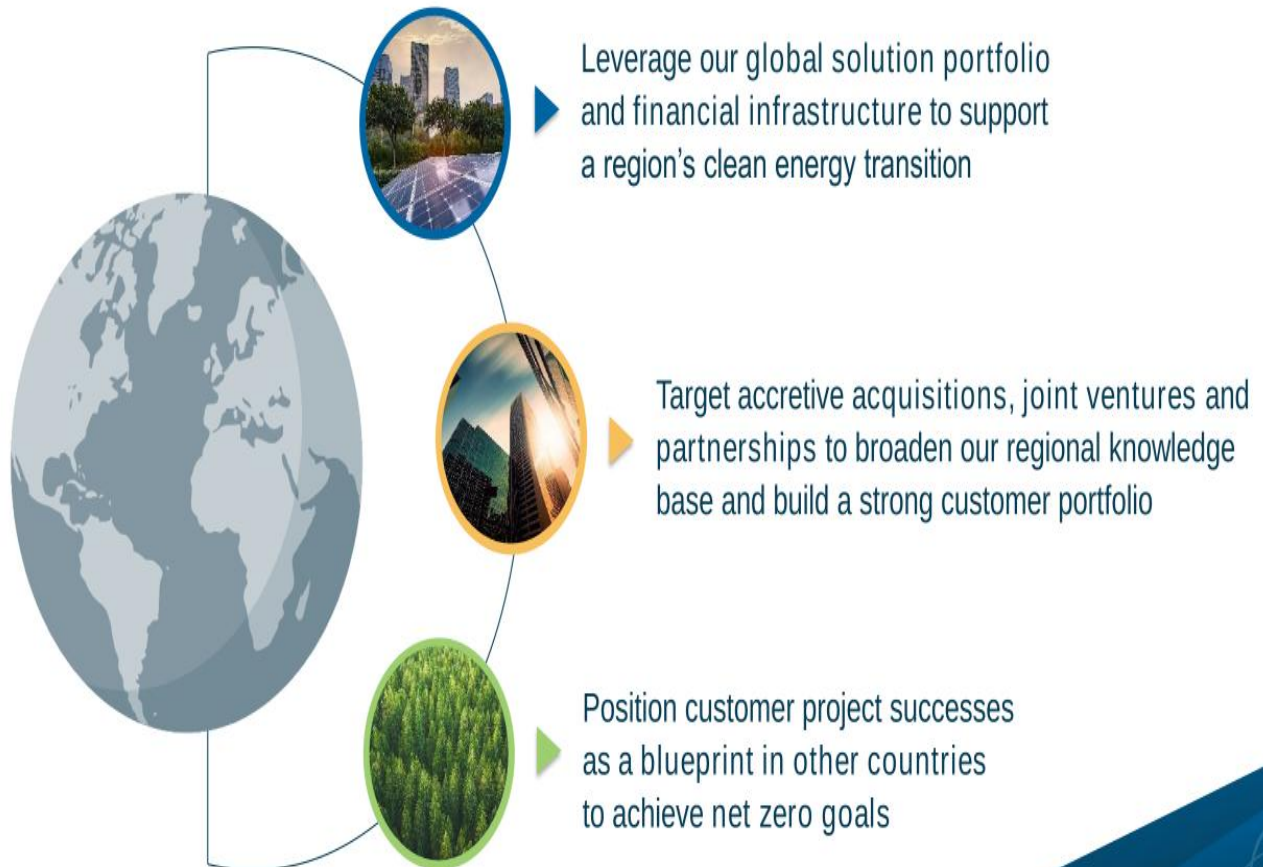 Leverage our global solution portfolio
and financial infrastructure to support
a region’s clean energy transition
Target accretive acquisitions, joint ventures and
partnerships to broaden our regional knowledge
base and build a strong customer portfolio
Position customer project successes
as a blueprint in other countries
to achieve net zero goals